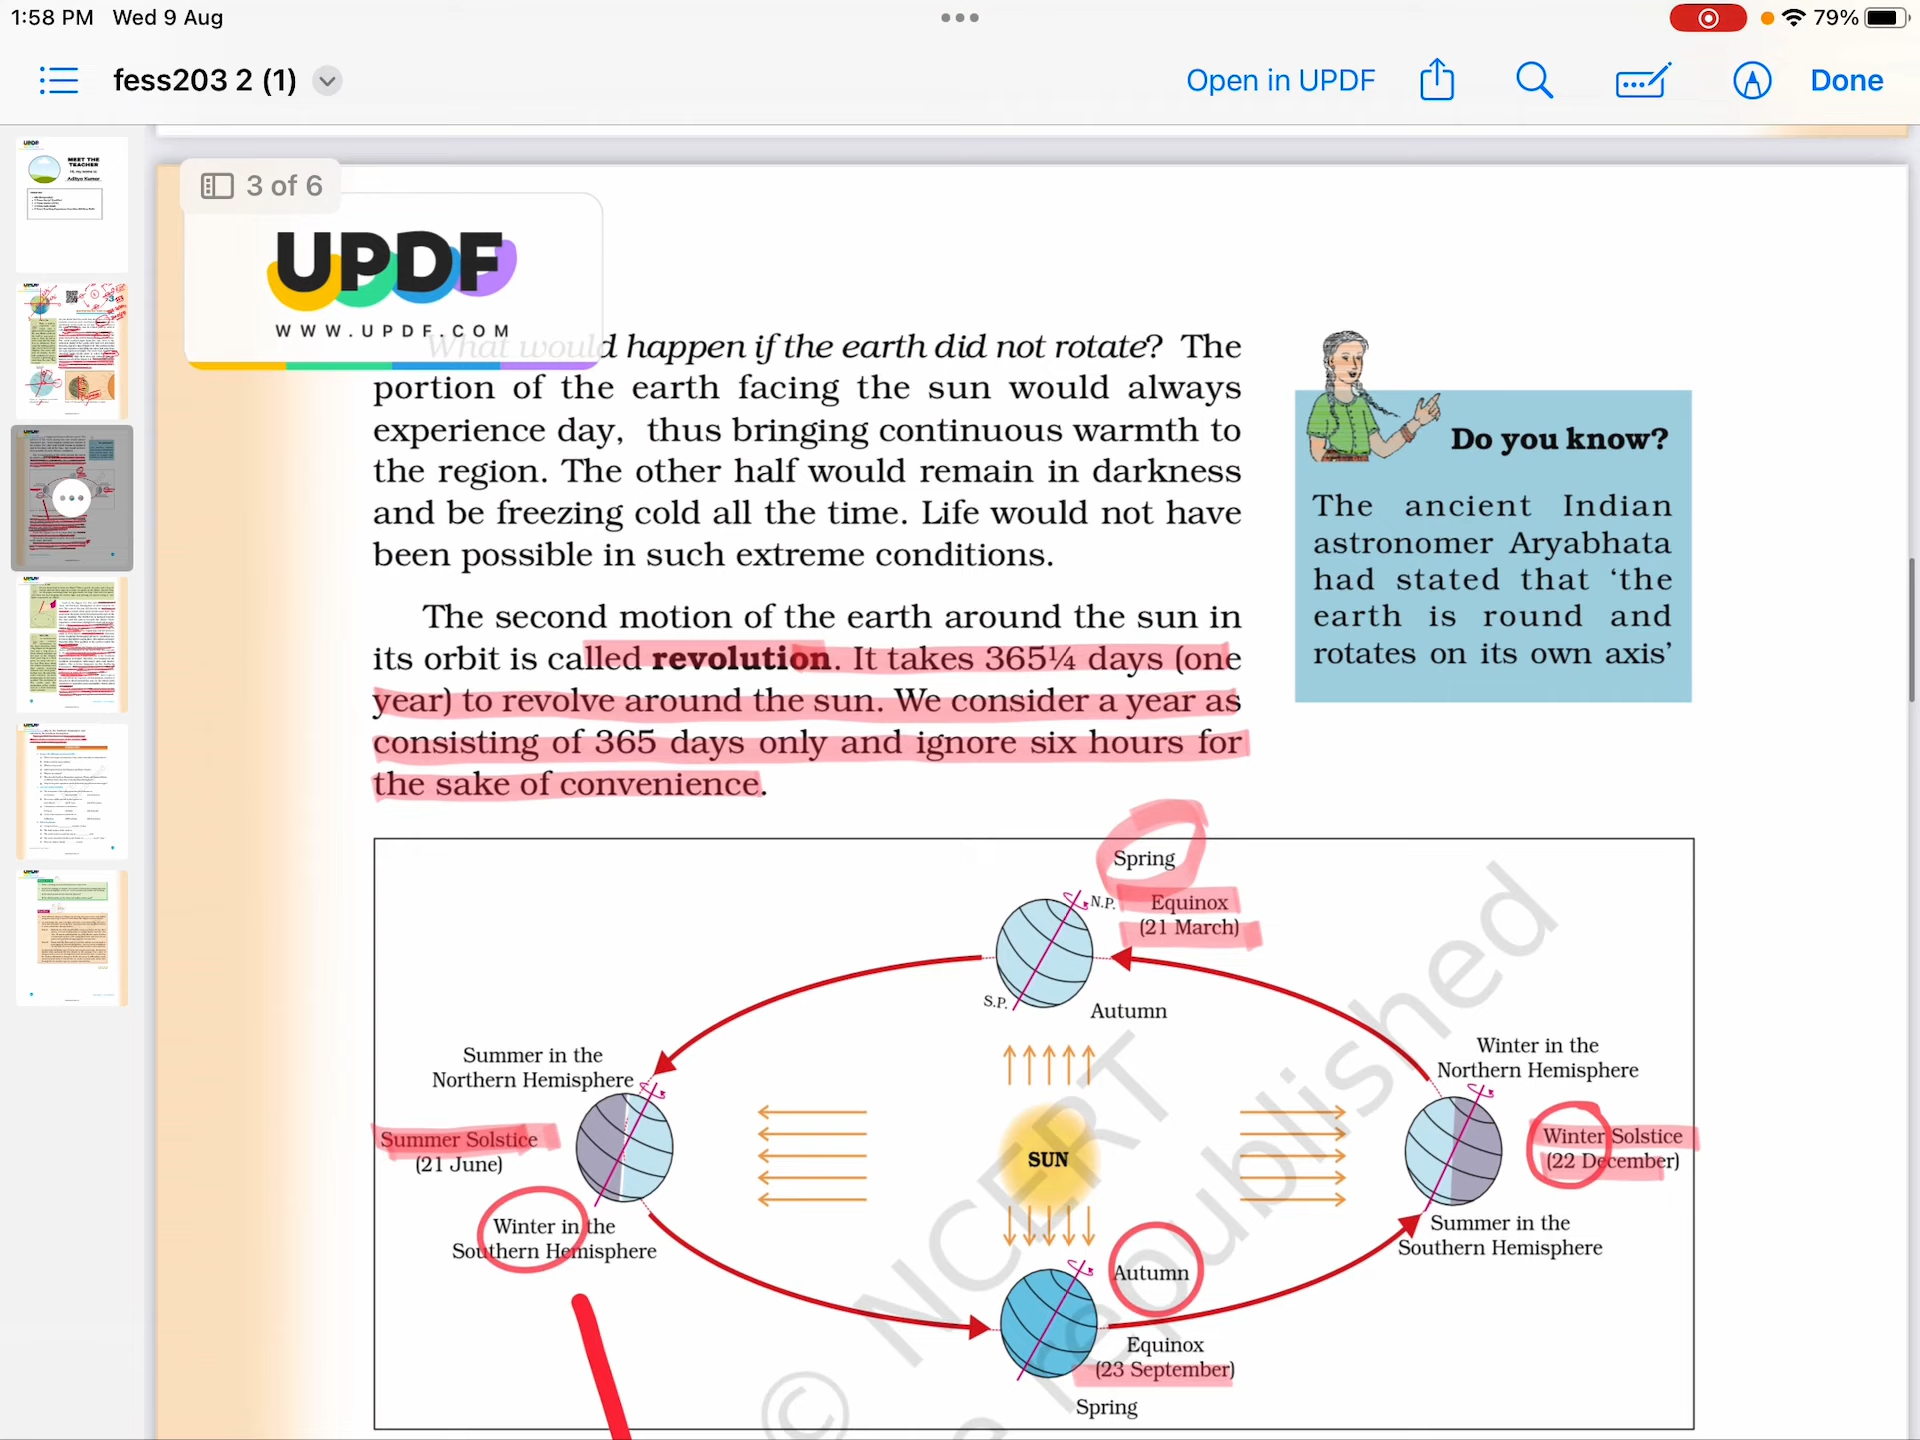 1:58 PM Wed 9 Aug
79%
fess203 2 (1)
Open in UPDF
Done
3 of 6
UPDF
WWW.UPDF.COM
What would happen if the earth did not rotate? The
portion of the earth facing the sun would always
experience day, thus bringing continuous warmth to
the region. The other half would remain in darkness
and be freezing cold all the time. Life would not have
been possible in such extreme conditions.
The second motion of the earth around the sun in
its orbit is called revolution. It takes 365¼ days (one
year) to revolve around the sun. We consider a year as
consisting of 365 days only and ignore six hours for
the sake of convenience.
Do you know?
The ancient Indian
astronomer Aryabhata
had stated that ‘the
earth is round and
rotates on its own axis’
Spring
N.P.
Equinox
(21 March)
S.P.
Autumn
Summer in the
Northern Hemisphere
Summer Solstice
(21 June)
Winter in the
Southern Hemisphere
SUN
Winter in the
Northern Hemisphere
Winter Solstice
(22 December)
Summer in the
Southern Hemisphere
Autumn
Equinox
(23 September)
Spring
© NCERT
republished
UPDF
MEET THE
TEACHER
Aditya Kumar